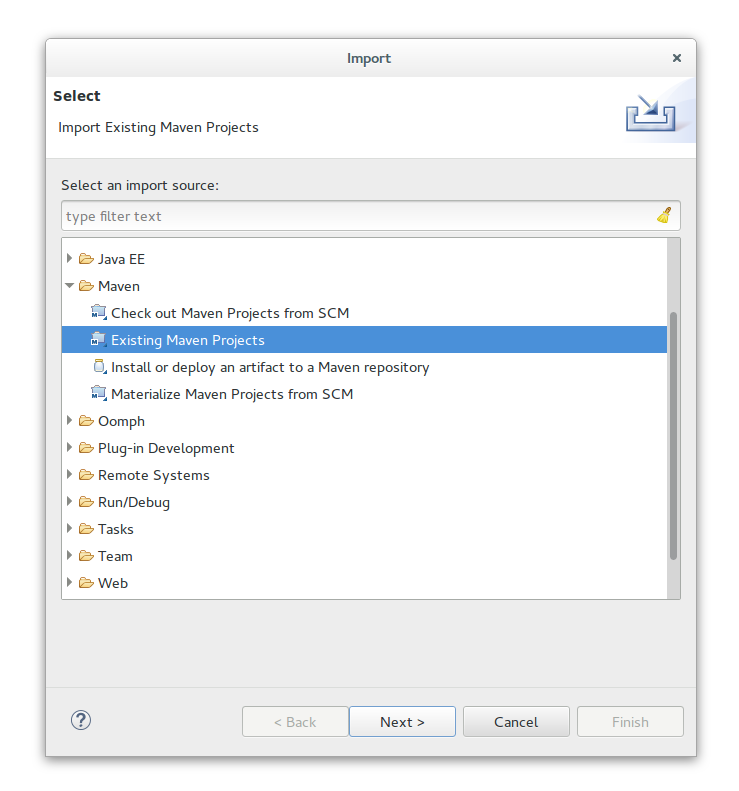 Import
Select
Import Existing Maven Projects
Select an import source:
type filter text
Java EE
Maven
Check out Maven Projects from SCM
Existing Maven Projects
Install or deploy an artifact to a Maven repository
Materialize Maven Projects from SCM
Oomph
Plug-in Development
Remote Systems
Run/Debug
Tasks
Team
Web
< Back Next > Cancel Finish